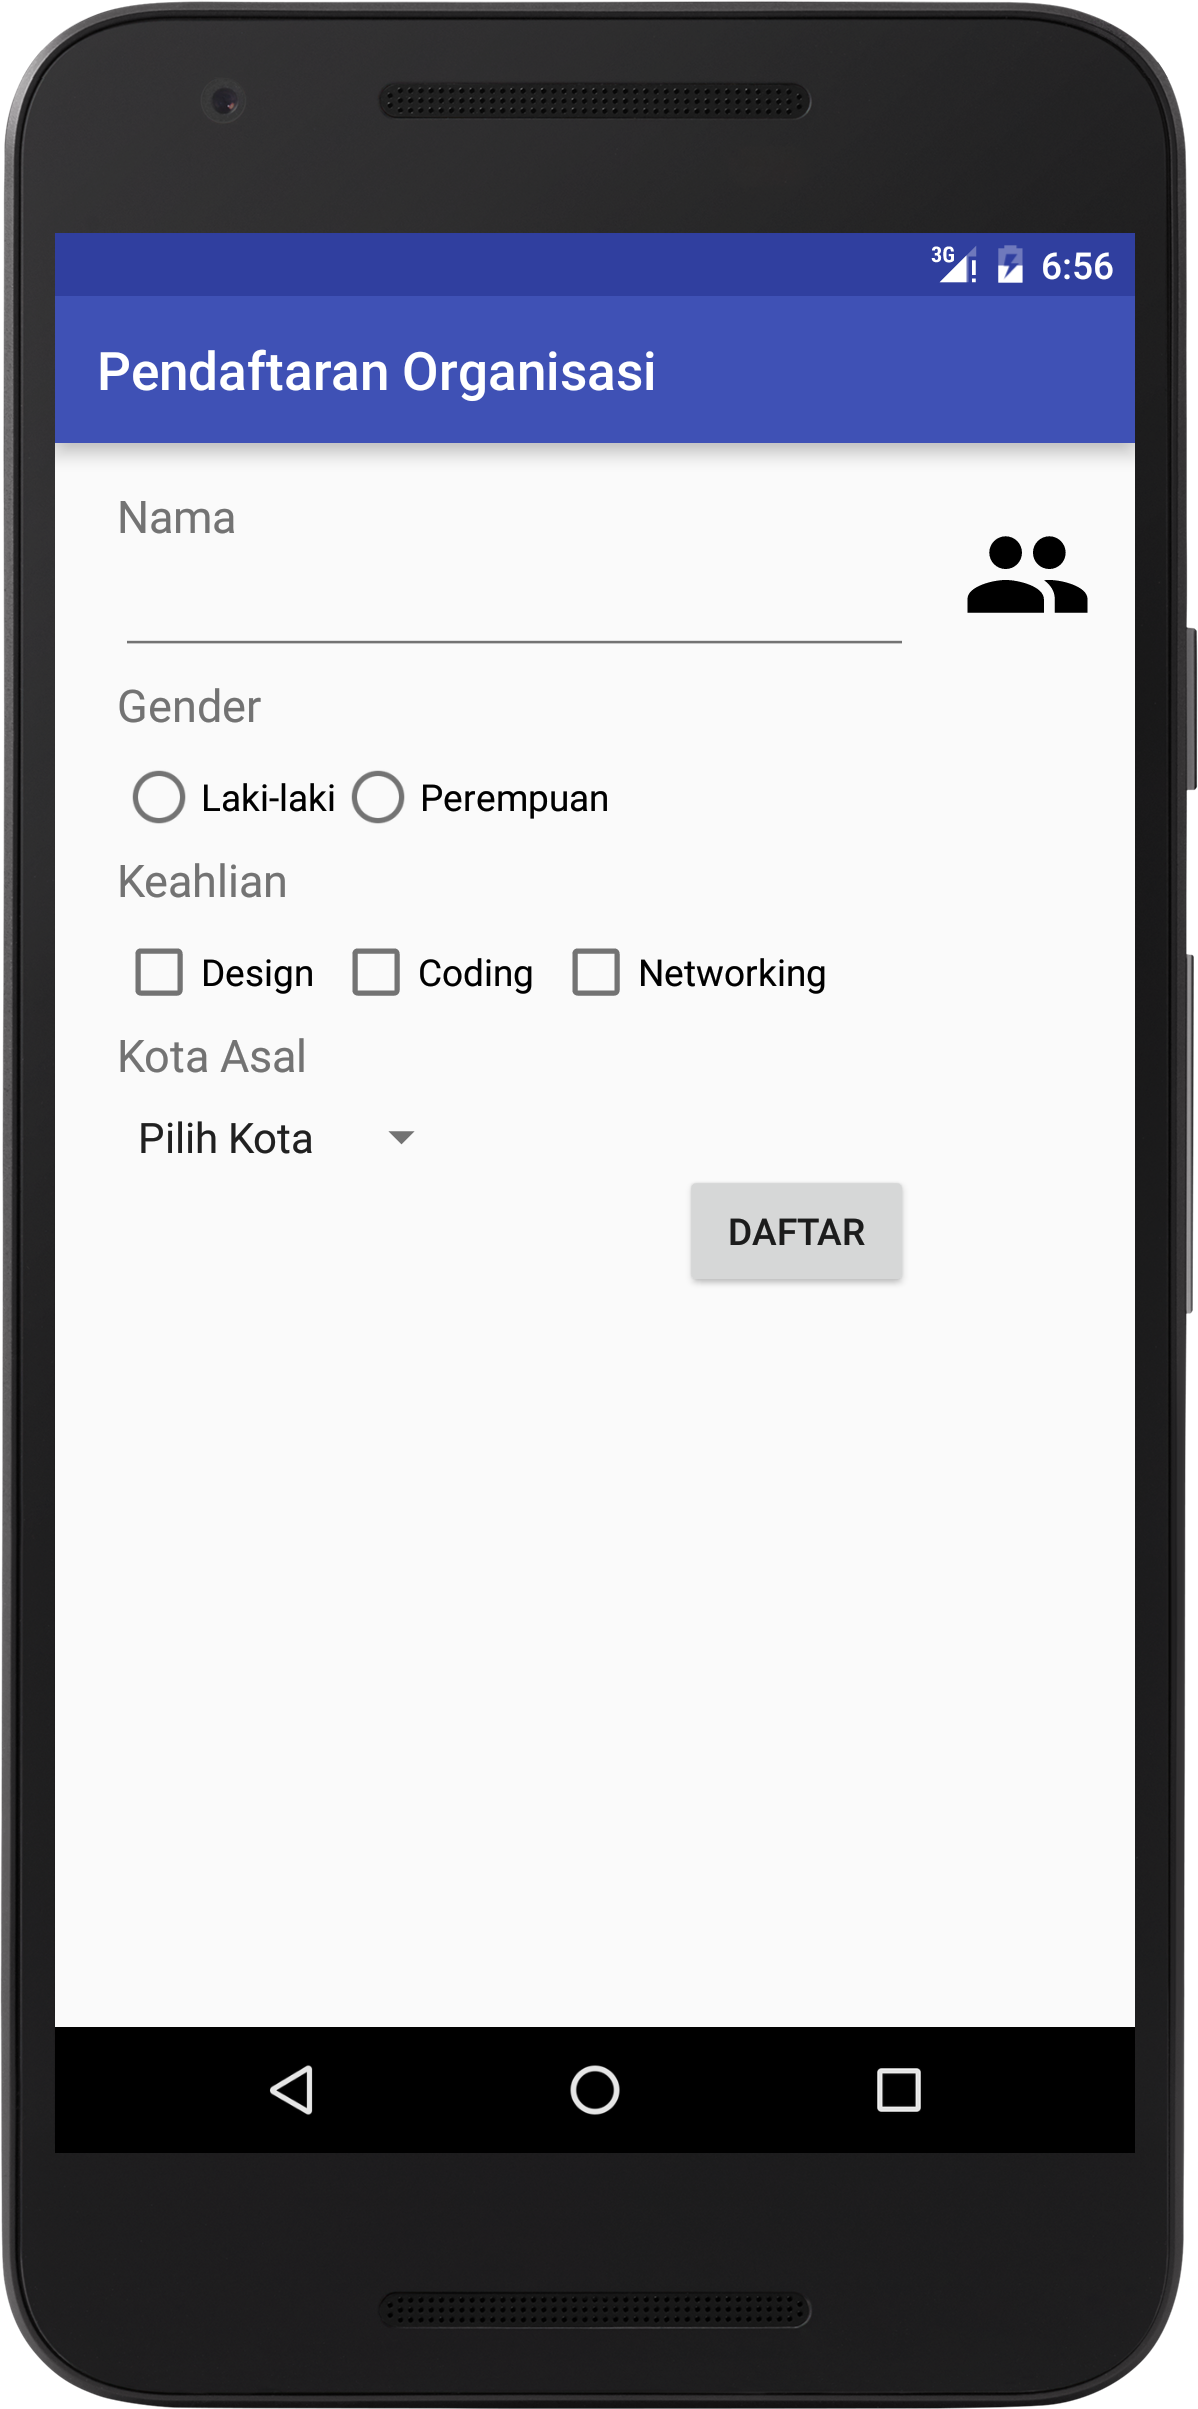 3G 6:56
Pendaftaran Organisasi
Nama
Gender
Laki-laki Perempuan
Keahlian
Design Coding Networking
Kota Asal
Pilih Kota
DAFTAR